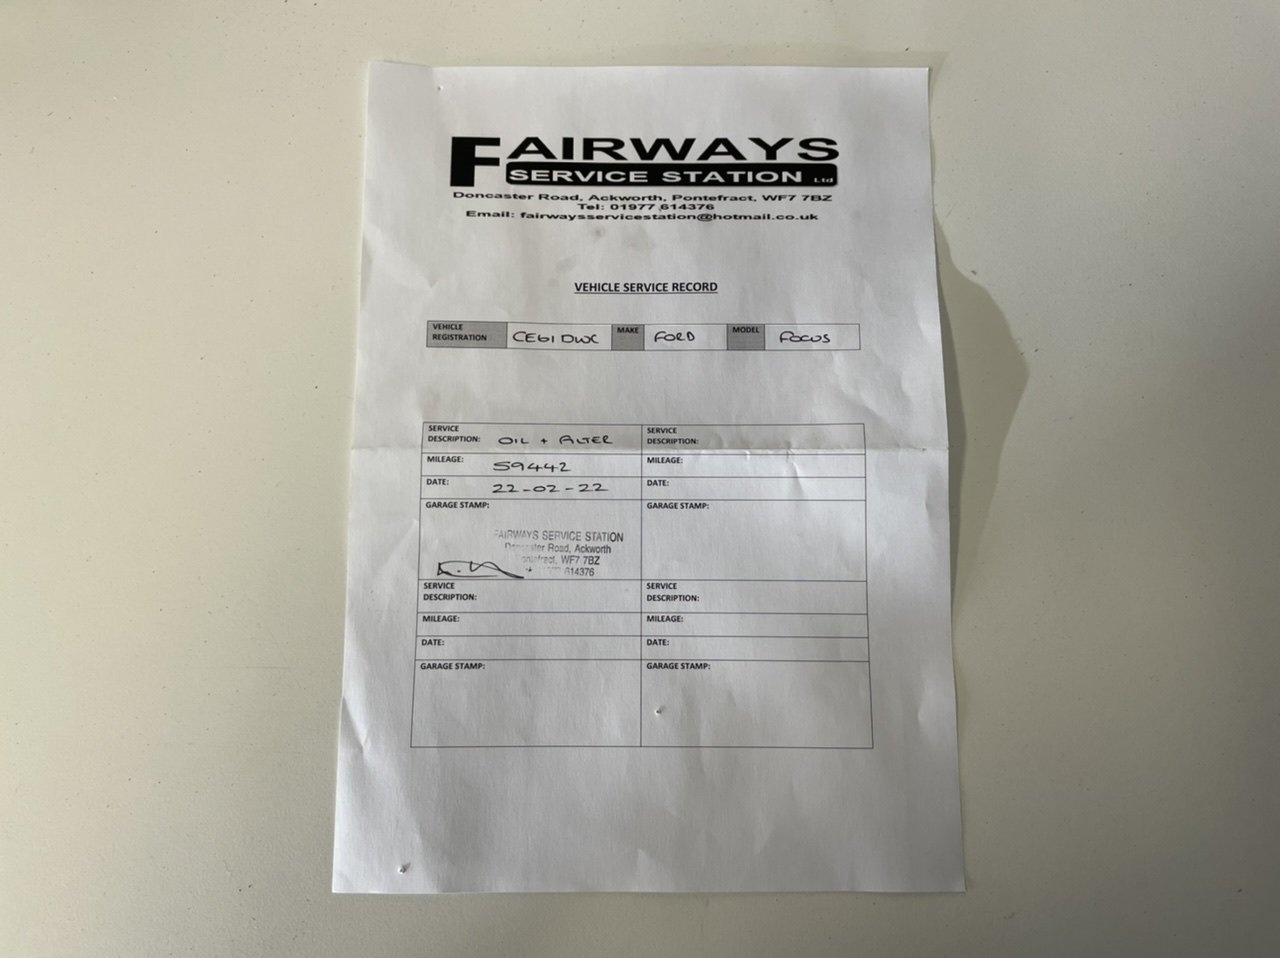 FAIRWAYS
SERVICE STATION Ltd
Doncaster Road, Ackworth, Pontefract, WF7 7BZ
Tel: 01977 614376
Email: fairwaysservicestation@hotmail.co.uk
VEHICLE SERVICE RECORD
VEHICLE REGISTRATION CE61 DWC MAKE FORD MODEL FOCUS
SERVICE DESCRIPTION: OIL + FILTER
MILEAGE: 59442
DATE: 22-02-22
GARAGE STAMP:
FAIRWAYS SERVICE STATION
Doncaster Road, Ackworth
Pontefract, WF7 7BZ
614376
SERVICE DESCRIPTION:
MILEAGE:
DATE:
GARAGE STAMP:
SERVICE DESCRIPTION:
MILEAGE:
DATE:
GARAGE STAMP:
SERVICE DESCRIPTION:
MILEAGE:
DATE:
GARAGE STAMP: